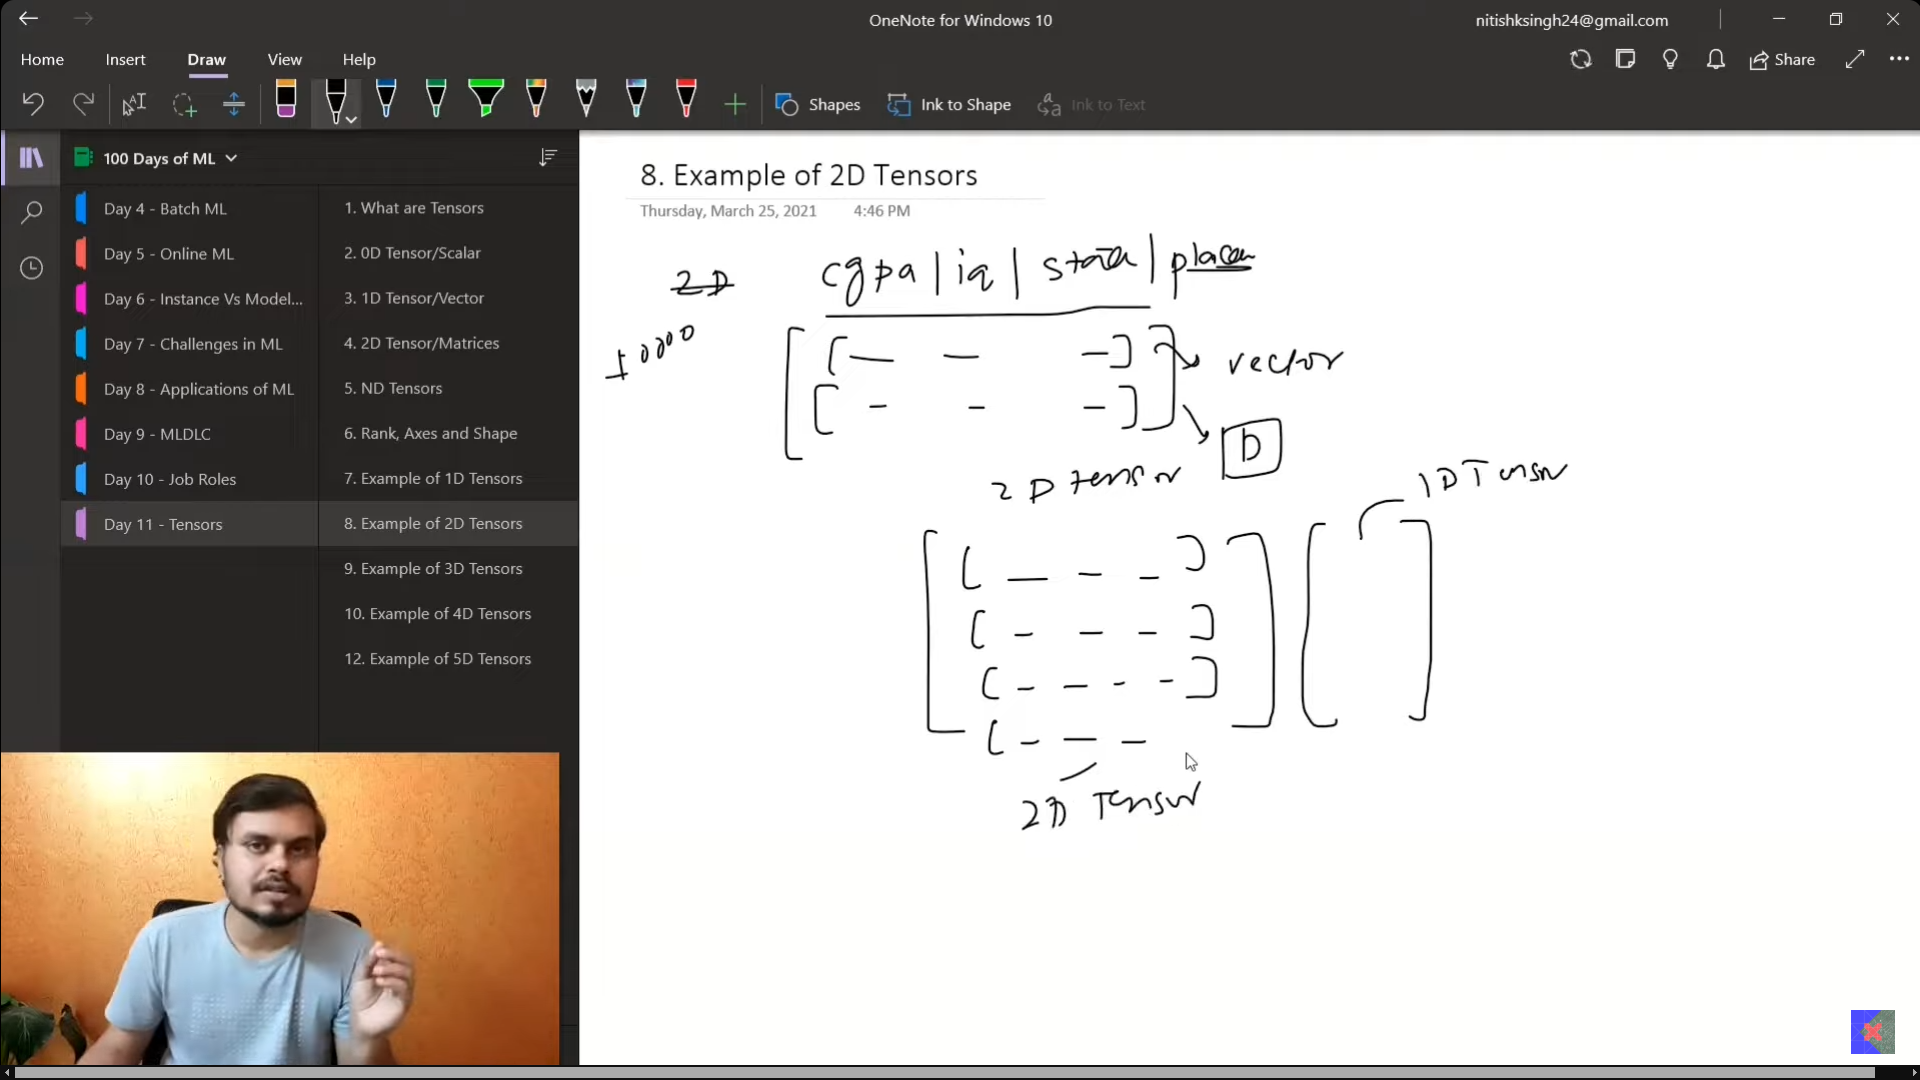 OneNote for Windows 10
nitishksingh24@gmail.com
Home Insert Draw View Help
Share
Shapes Ink to Shape Ink to Text
100 Days of ML
Day 4 - Batch ML
Day 5 - Online ML
Day 6 - Instance Vs Model...
Day 7 - Challenges in ML
Day 8 - Applications of ML
Day 9 - MLDLC
Day 10 - Job Roles
Day 11 - Tensors
1. What are Tensors
2. 0D Tensor/Scalar
3. 1D Tensor/Vector
4. 2D Tensor/Matrices
5. ND Tensors
6. Rank, Axes and Shape
7. Example of 1D Tensors
8. Example of 2D Tensors
9. Example of 3D Tensors
10. Example of 4D Tensors
12. Example of 5D Tensors
8. Example of 2D Tensors
Thursday, March 25, 2021 4:46 PM
2D
cgpa | iq | state |
10000
vector
D
2D tensor
1D Tensor
2D Tensor